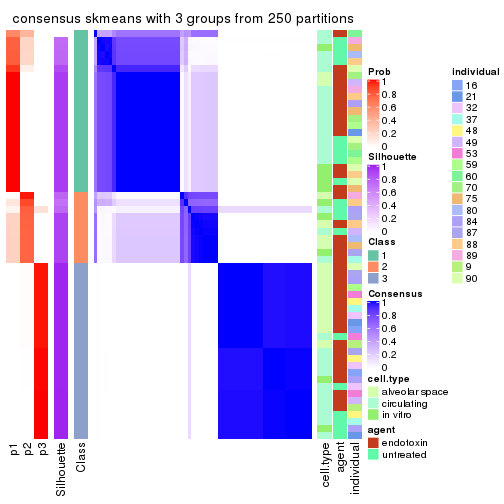 consensus skmeans with 3 groups from 250 partitions
p1
p2
p3
Silhouette
Class
cell.type
agent
individual
Prob
1
0.8
0.6
0.4
0.2
0
Silhouette
1
0.8
0.6
0.4
0.2
0
Class
1
2
3
Consensus
1
0.8
0.6
0.4
0.2
0
cell.type
alveolar space
circulating
in vitro
agent
endotoxin
untreated
Individual
16
21
32
37
48
49
53
59
60
70
75
80
84
87
88
89
9
90